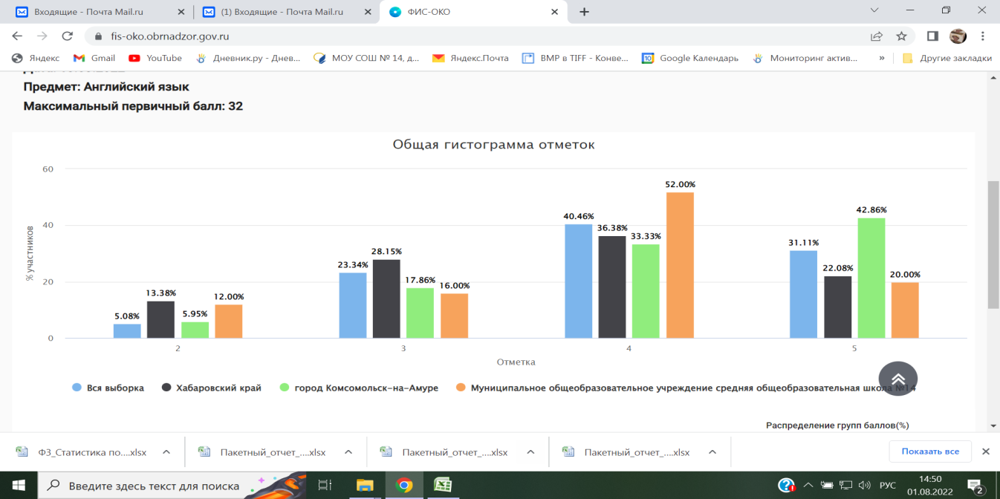 Входящие - Почта Mail.ru
(1) Входящие - Почта Mail.ru
ФИС-ОКО
fis-oko.obrnadzor.gov.ru
Яндекс
Gmail
YouTube
Дневник.ру - Днев...
МОУ СОШ № 14, д...
Яндекс.Почта
BMP в TIFF - Конве...
10
Google Календарь
Мониторинг актив...
»
Другие закладки
Предмет: Английский язык
Максимальный первичный балл: 32
Общая гистограмма отметок
% участников
60
40
20
0
5.08%
13.38%
5.95%
12.00%
23.34%
28.15%
17.86%
16.00%
40.46%
36.38%
33.33%
52.00%
31.11%
22.08%
42.86%
20.00%
2
3
4
5
Отметка
Вся выборка
Хабаровский край
город Комсомольск-на-Амуре
Муниципальное общеобразовательное учреждение средняя общеобразовательная школа №14
Распределение групп баллов(%)
ФЗ_Статистика по....xlsx
Пакетный_отчет_....xlsx
Пакетный_отчет_....xlsx
Пакетный_отчет_....xlsx
Показать все
Введите здесь текст для поиска
РУС
14:50
01.08.2022
2